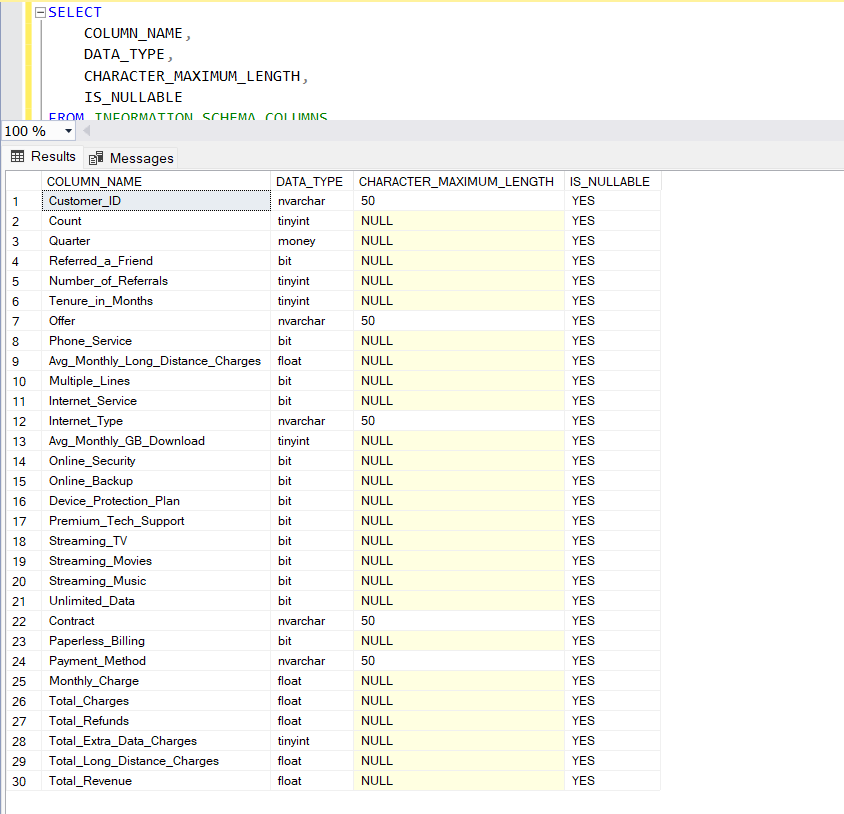 SELECT
COLUMN_NAME,
DATA_TYPE,
CHARACTER_MAXIMUM_LENGTH,
IS_NULLABLE
FROM INFORMATION_SCHEMA.COLUMNS
100 %
Results Messages
COLUMN_NAME DATA_TYPE CHARACTER_MAXIMUM_LENGTH IS_NULLABLE
1 Customer_ID nvarchar 50 YES
2 Count tinyint NULL YES
3 Quarter money NULL YES
4 Referred_a_Friend bit NULL YES
5 Number_of_Referrals tinyint NULL YES
6 Tenure_in_Months tinyint NULL YES
7 Offer nvarchar 50 YES
8 Phone_Service bit NULL YES
9 Avg_Monthly_Long_Distance_Charges float NULL YES
10 Multiple_Lines bit NULL YES
11 Internet_Service bit NULL YES
12 Internet_Type nvarchar 50 YES
13 Avg_Monthly_GB_Download tinyint NULL YES
14 Online_Security bit NULL YES
15 Online_Backup bit NULL YES
16 Device_Protection_Plan bit NULL YES
17 Premium_Tech_Support bit NULL YES
18 Streaming_TV bit NULL YES
19 Streaming_Movies bit NULL YES
20 Streaming_Music bit NULL YES
21 Unlimited_Data bit NULL YES
22 Contract nvarchar 50 YES
23 Paperless_Billing bit NULL YES
24 Payment_Method nvarchar 50 YES
25 Monthly_Charge float NULL YES
26 Total_Charges float NULL YES
27 Total_Refunds float NULL YES
28 Total_Extra_Data_Charges tinyint NULL YES
29 Total_Long_Distance_Charges float NULL YES
30 Total_Revenue float NULL YES